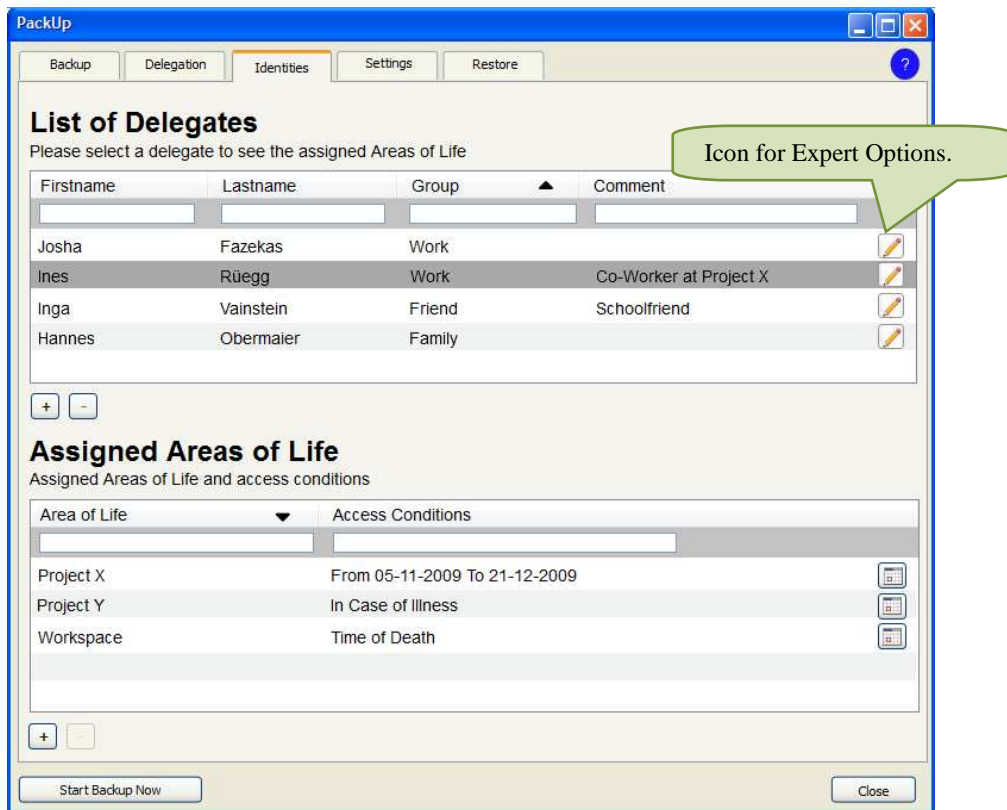 PackUp
Backup Delegation Identities Settings Restore ?
List of Delegates
Please select a delegate to see the assigned Areas of Life
Icon for Expert Options.
Firstname Lastname Group Comment
Josha Fazekas Work
Ines Rüegg Work Co-Worker at Project X
Inga Vainstein Friend Schoolfriend
Hannes Obermaier Family
+ -
Assigned Areas of Life
Assigned Areas of Life and access conditions
Area of Life Access Conditions
Project X From 05-11-2009 To 21-12-2009
Project Y In Case of Illness
Workspace Time of Death
+ -
Start Backup Now Close